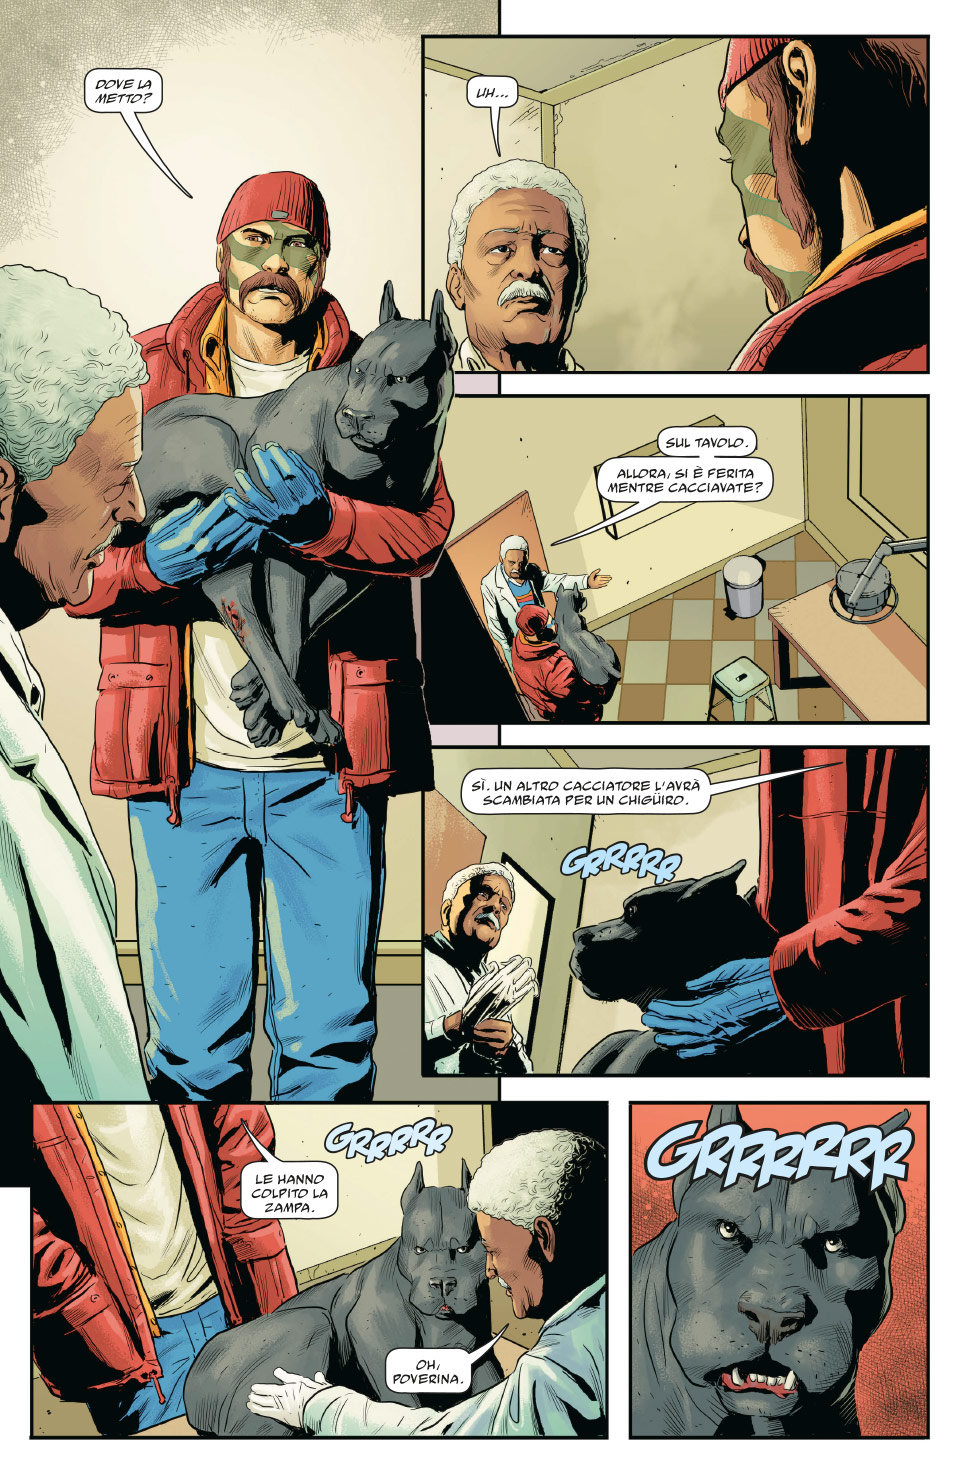 DOVE LA
METTO?
UH...
SUL TAVOLO.
ALLORA, SI È FERITA
MENTRE CACCIAVATE?
SÌ. UN ALTRO CACCIATORE L'AVRÀ
SCAMBIATA PER UN CHIGÜIRO.
GRRRRR
LE HANNO
COLPITO LA
ZAMPA.
GRRRRR
OH,
POVERINA.
GRRRRRR